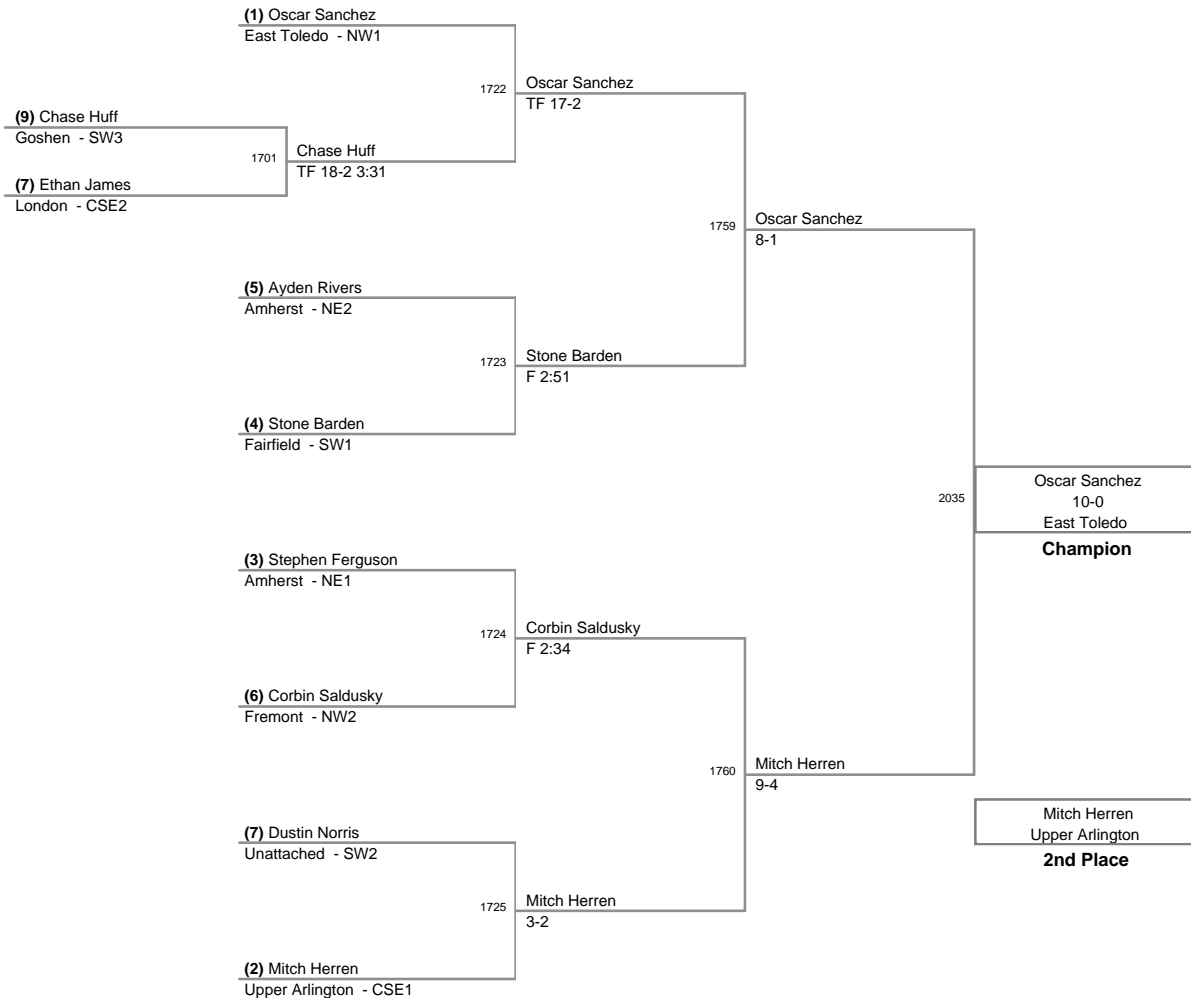 (1) Oscar Sanchez
East Toledo - NW1
1722
Oscar Sanchez
TF 17-2
(9) Chase Huff
Goshen - SW3
1701
Chase Huff
TF 18-2 3:31
(7) Ethan James
London - CSE2
1759
Oscar Sanchez
8-1
(5) Ayden Rivers
Amherst - NE2
1723
Stone Barden
F 2:51
(4) Stone Barden
Fairfield - SW1
2035
Oscar Sanchez
10-0
East Toledo
Champion
(3) Stephen Ferguson
Amherst - NE1
1724
Corbin Saldusky
F 2:34
(6) Corbin Saldusky
Fremont - NW2
1760
Mitch Herren
9-4
Mitch Herren
Upper Arlington
2nd Place
(7) Dustin Norris
Unattached - SW2
1725
Mitch Herren
3-2
(2) Mitch Herren
Upper Arlington - CSE1